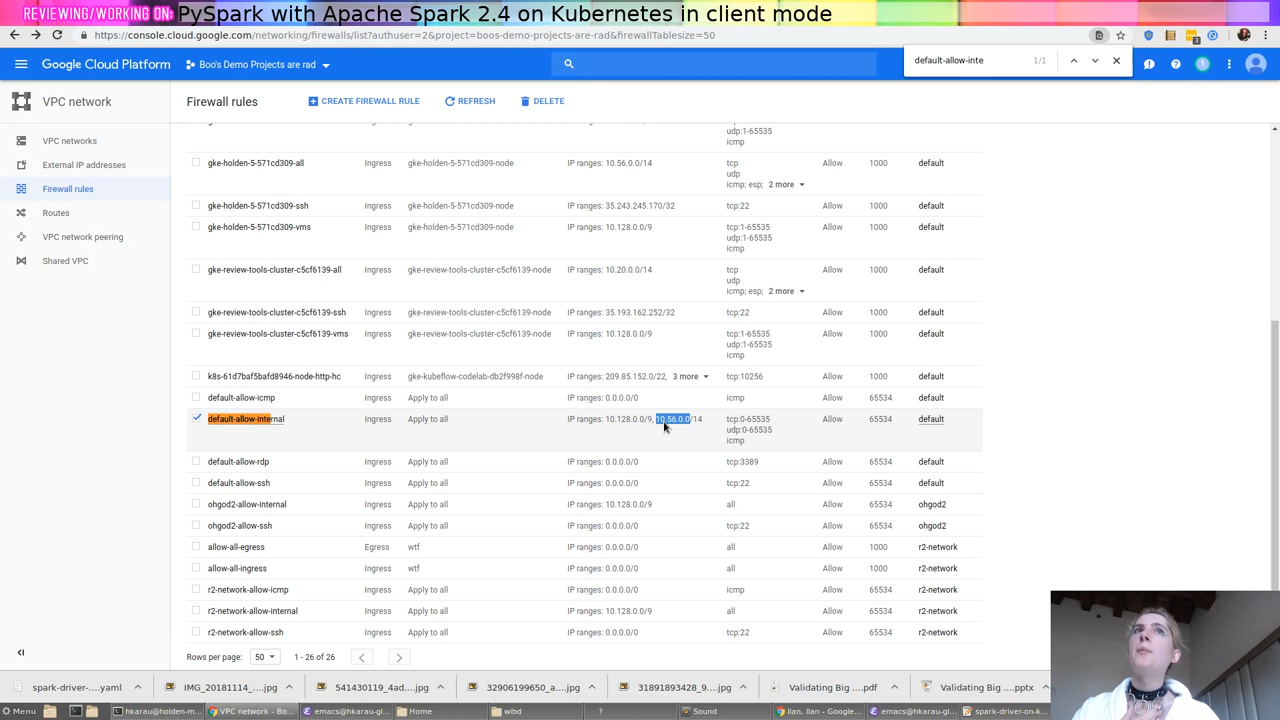 REVIEWING/WORKING ON: PySpark with Apache Spark 2.4 on Kubernetes in client mode
https://console.cloud.google.com/networking/firewalls/list?authuser=2&project=boos-demo-projects-are-rad&firewallTablesize=50
Google Cloud Platform Boo's Demo Projects are rad default-allow-inte 1/1
VPC network Firewall rules CREATE FIREWALL RULE REFRESH DELETE
VPC networks
External IP addresses
Firewall rules
Routes
VPC network peering
Shared VPC
udp:1-65535
icmp
gke-holden-5-571cd309-all Ingress gke-holden-5-571cd309-node IP ranges: 10.56.0.0/14 tcp Allow 1000 default
udp
icmp; esp; 2 more
gke-holden-5-571cd309-ssh Ingress gke-holden-5-571cd309-node IP ranges: 35.243.245.170/32 tcp:22 Allow 1000 default
gke-holden-5-571cd309-vms Ingress gke-holden-5-571cd309-node IP ranges: 10.128.0.0/9 tcp:1-65535 Allow 1000 default
udp:1-65535
icmp
gke-review-tools-cluster-c5cf6139-all Ingress gke-review-tools-cluster-c5cf6139-node IP ranges: 10.20.0.0/14 tcp Allow 1000 default
udp
icmp; esp; 2 more
gke-review-tools-cluster-c5cf6139-ssh Ingress gke-review-tools-cluster-c5cf6139-node IP ranges: 35.193.162.252/32 tcp:22 Allow 1000 default
gke-review-tools-cluster-c5cf6139-vms Ingress gke-review-tools-cluster-c5cf6139-node IP ranges: 10.128.0.0/9 tcp:1-65535 Allow 1000 default
udp:1-65535
icmp
k8s-61d7baf5bafd8946-node-http-hc Ingress gke-kubeflow-codelab-db2f998f-node IP ranges: 209.85.152.0/22, 3 more tcp:10256 Allow 1000 default
default-allow-icmp Ingress Apply to all IP ranges: 0.0.0.0/0 icmp Allow 65534 default
default-allow-internal Ingress Apply to all IP ranges: 10.128.0.0/9, 10.56.0.0/14 tcp:0-65535 Allow 65534 default
udp:0-65535
icmp
default-allow-rdp Ingress Apply to all IP ranges: 0.0.0.0/0 tcp:3389 Allow 65534 default
default-allow-ssh Ingress Apply to all IP ranges: 0.0.0.0/0 tcp:22 Allow 65534 default
ohgod2-allow-internal Ingress Apply to all IP ranges: 10.128.0.0/9 all Allow 65534 ohgod2
ohgod2-allow-ssh Ingress Apply to all IP ranges: 0.0.0.0/0 tcp:22 Allow 65534 ohgod2
allow-all-egress Egress wtf IP ranges: 0.0.0.0/0 all Allow 1000 r2-network
allow-all-ingress Ingress wtf IP ranges: 0.0.0.0/0 all Allow 1000 r2-network
r2-network-allow-icmp Ingress Apply to all IP ranges: 0.0.0.0/0 icmp Allow 65534 r2-network
r2-network-allow-internal Ingress Apply to all IP ranges: 10.128.0.0/9 all Allow 65534 r2-network
r2-network-allow-ssh Ingress Apply to all IP ranges: 0.0.0.0/0 tcp:22 Allow 65534 r2-network
Rows per page: 50 1 - 26 of 26
spark-driver-....yaml IMG_20181114_....jpg 541430119_4ad....jpg 32906199650_a....jpg 31891893428_9....jpg Validating Big ....pdf Validating Big ....pptx
Menu hkarau@holden-m... VPC network - Bo... emacs@hkarau-gl... Home wibd ? Sound Ilan, Ilan - Google... emacs@hkarau-gl... spark-driver-on-k...